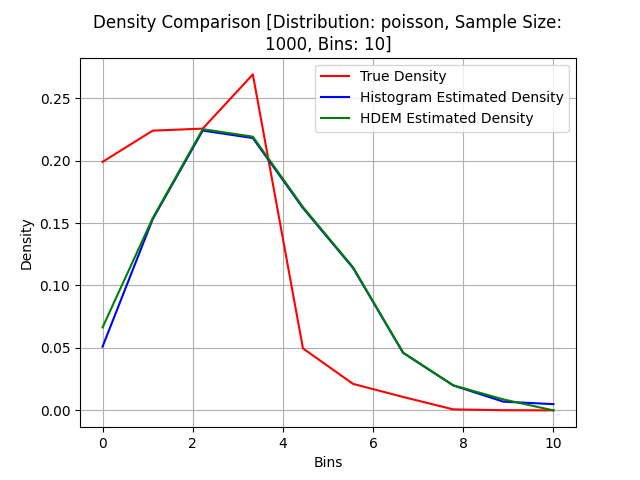 Density Comparison [Distribution: poisson, Sample Size:
1000, Bins: 10]
True Density
Histogram Estimated Density
HDEM Estimated Density
Density
0.25
0.20
0.15
0.10
0.05
0.00
0 2 4 6 8 10
Bins